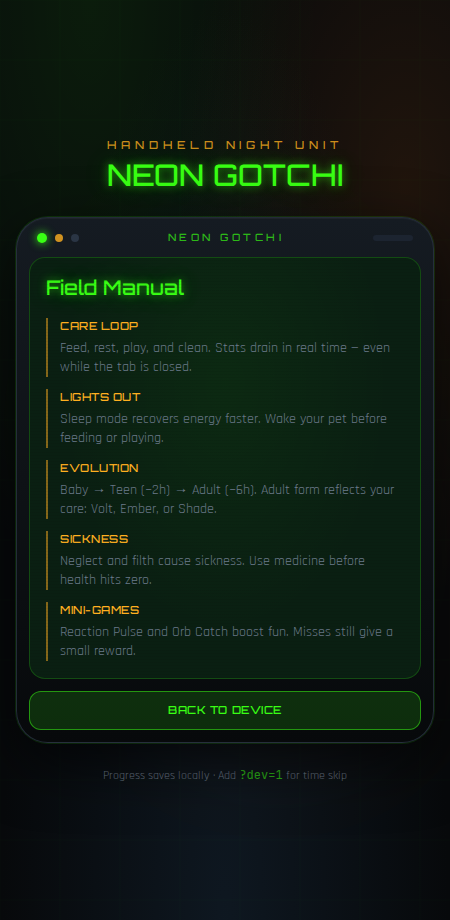 HANDHELD NIGHT UNIT
NEON GOTCHI
NEON GOTCHI
Field Manual
CARE LOOP
Feed, rest, play, and clean. Stats drain in real time — even
while the tab is closed.
LIGHTS OUT
Sleep mode recovers energy faster. Wake your pet before
feeding or playing.
EVOLUTION
Baby → Teen (~2h) → Adult (~6h). Adult form reflects your
care: Volt, Ember, or Shade.
SICKNESS
Neglect and filth cause sickness. Use medicine before
health hits zero.
MINI-GAMES
Reaction Pulse and Orb Catch boost fun. Misses still give a
small reward.
BACK TO DEVICE
Progress saves locally · Add ?dev=1 for time skip